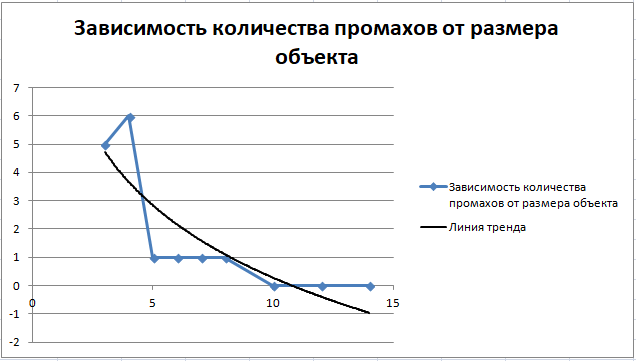 Зависимость количества промахов от размера
объекта
7
6
5
4
3
2
1
0
-1
-2
0
5
10
15
Зависимость количества
промахов от размера объекта
Линия тренда